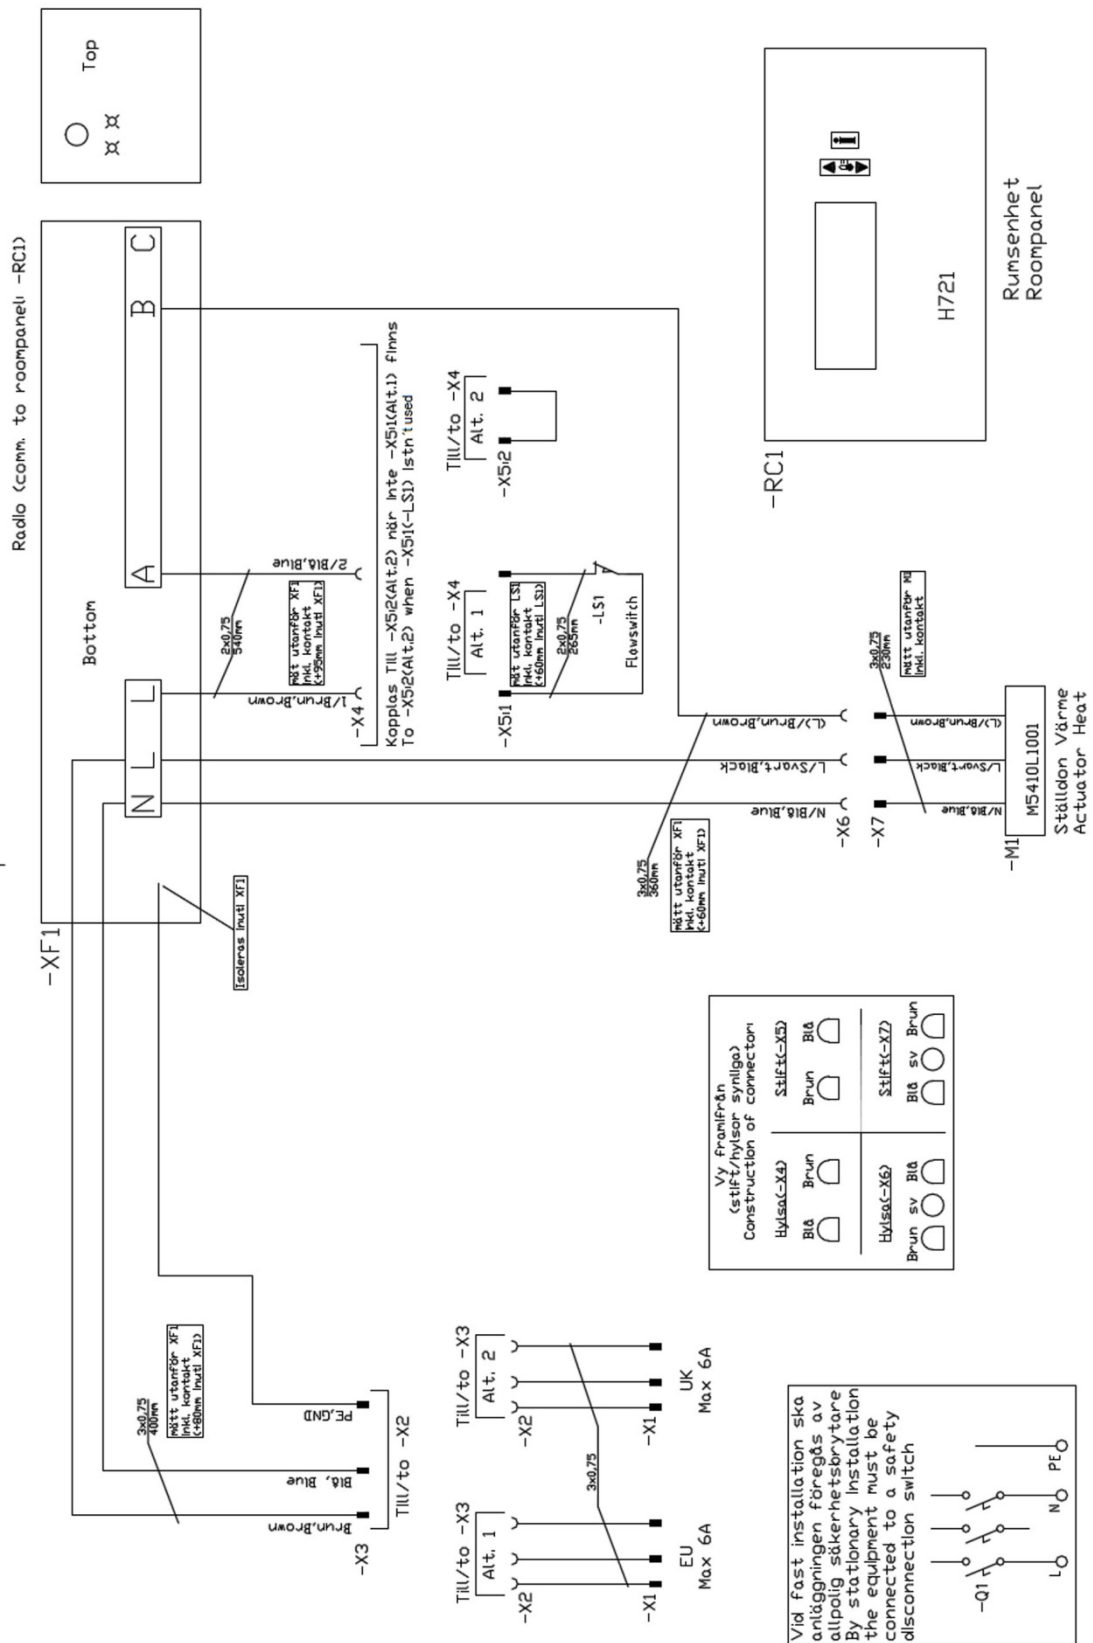 Radio (comm. to roompanel: -RC1)
Top
-XF1
Bottom
N
L
L
A
B
C
Isoleras inuti XF1
3x0,75
400mm
Mått utanför XF1
Inkl. kontakt
(+80mm inuti XF1)
Brun,Brown
Blå, Blue
PE,GND
-X3
Till/to -X2
2x0,75
540mm
Mät utanför XF1
Inkl. kontakt
(+95mm inuti XF1)
1/Brun,Brown
2/Blå,Blue
-X4
Kopplas Till -X5:2(Alt.2) när inte -X5:1(Alt.1) finns
To -X5:2(Alt.2) when -X5:1(-LS1) istn'tused
Till/to -X4
Alt. 1
-X5:1
Mät utanför LS1
Inkl. kontakt
(+60mm inuti LS1)
2x0,75
265mm
-LS1
Flowswitch
Till/to -X4
Alt. 2
-X5:2
Till/to -X3
Alt. 1
-X2
-X1
EU
Max 6A
3x0,75
Till/to -X3
Alt. 2
-X2
-X1
UK
Max 6A
3x0,75
360mm
Mått utanför XF1
Inkl. kontakt
(+60mm inuti XF1)
N/Blå,Blue
L/Svart,Black
(L)/Brun,Brown
-X6
-X7
3x0,75
230mm
Mått utanför M1
Inkl. kontakt
N/Blå,Blue
L/Svart,Black
(L)/Brun,Brown
-M1
M5410L1001
Ställdon Värme
Actuator Heat
-RC1
H721
i
Rumsenhet
Roompanel
Vy framifrån
(stift/hylsor synliga)
Construction of connector:
Hylsa(-X4)
Blå Brun
Stift(-X5)
Brun Blå
Hylsa(-X6)
Brun sv Blå
Stift(-X7)
Blå sv Brun
Vid fast installation ska
anläggningen föregås av
allpolig säkerhetsbrytare
By stationary installation
the equipment must be
connected to a safety
disconnection switch
-Q1
L
N
PE